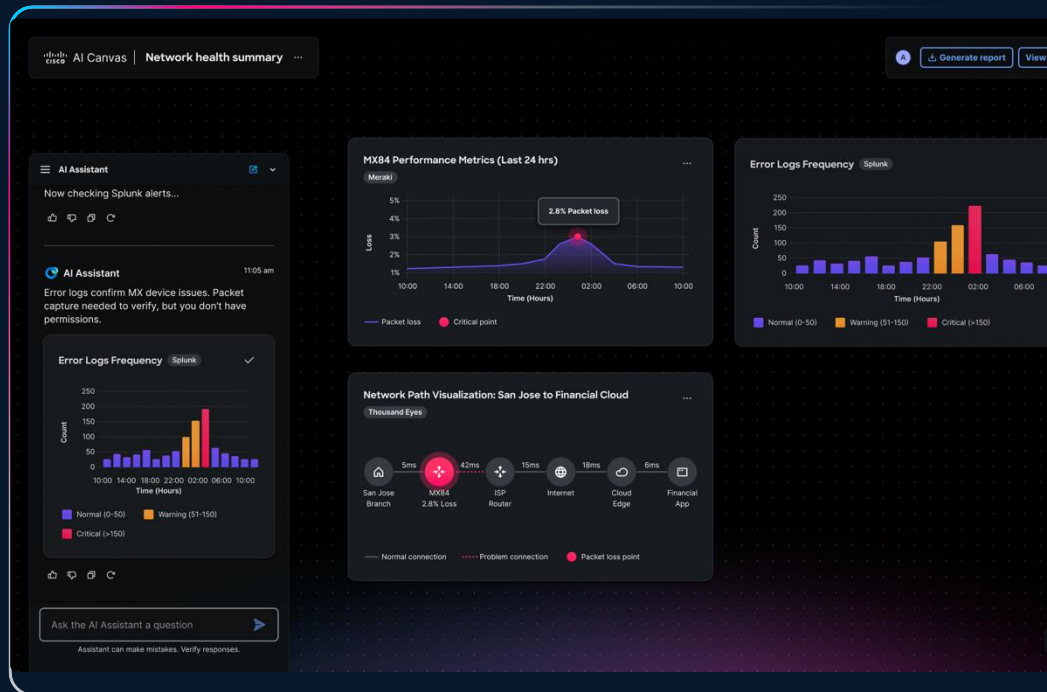 CISCO AI Canvas | Network health summary ...
A Generate report View
AI Assistant
Now checking Splunk alerts...
AI Assistant 11:05 am
Error logs confirm MX device issues. Packet
capture needed to verify, but you don't have
permissions.
Error Logs Frequency Splunk
250
200
150
100
50
0
Count
10:00 14:00 18:00 22:00 02:00 06:00 10:00
Time (Hours)
Normal (0-50) Warning (51-150)
Critical (>150)
Ask the AI Assistant a question
Assistant can make mistakes. Verify responses.
MX84 Performance Metrics (Last 24 hrs) ...
Meraki
5%
4%
3%
2%
1%
Loss
2.8% Packet loss
10:00 14:00 18:00 22:00 02:00 06:00 10:00
Time (Hours)
Packet loss Critical point
Error Logs Frequency Splunk
250
200
150
100
50
0
Count
10:00 14:00 18:00 22:00 02:00 06:00
Time (Hours)
Normal (0-50) Warning (51-150) Critical (>150)
Network Path Visualization: San Jose to Financial Cloud ...
Thousand Eyes
5ms 42ms 15ms 18ms 6ms
San Jose MX84 ISP Internet Cloud Financial
Branch 2.8% Loss Router Edge App
Normal connection Problem connection Packet loss point